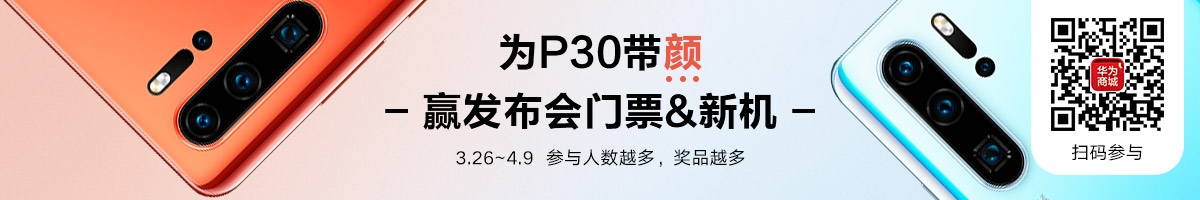 为P30带颜
– 赢发布会门票&新机 –
3.26~4.9 参与人数越多，奖品越多
华为
商城
扫码参与